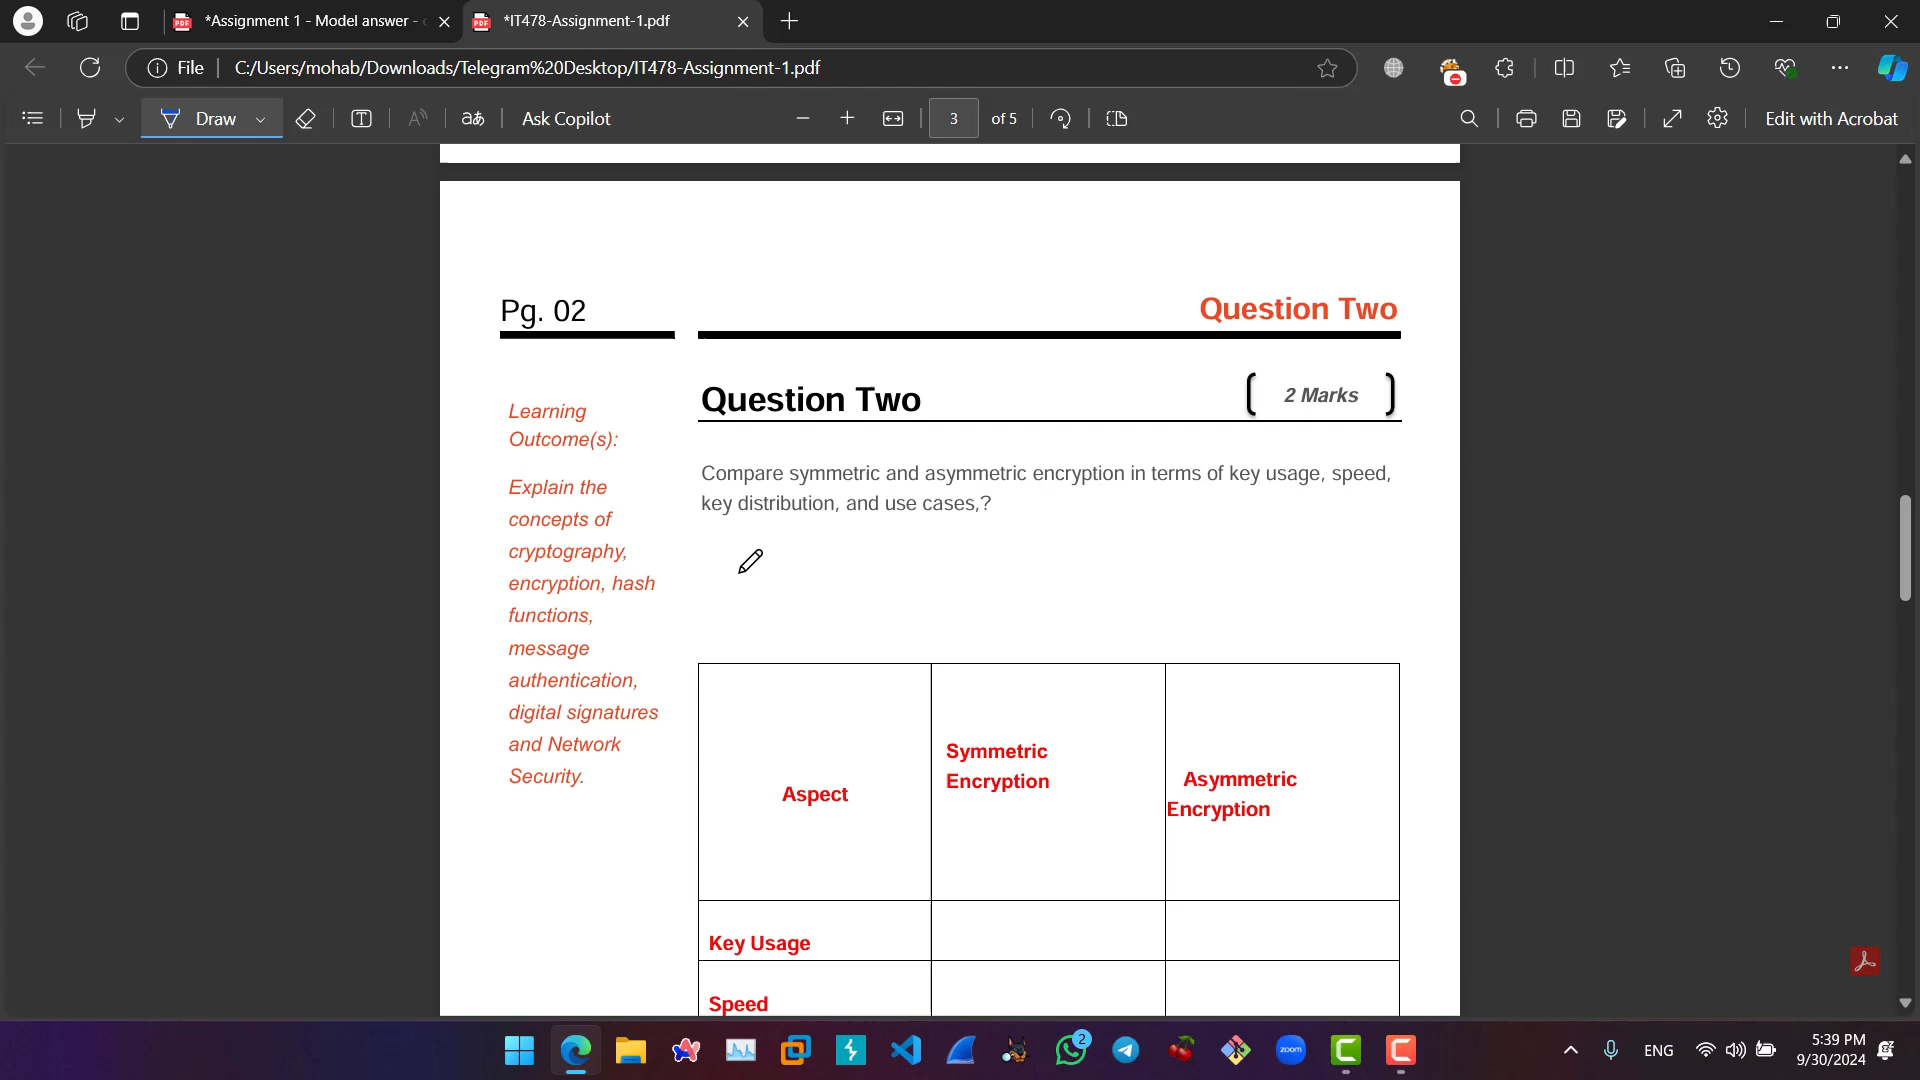 *Assignment 1 - Model answer -
*IT478-Assignment-1.pdf
File
C:/Users/mohab/Downloads/Telegram%20Desktop/IT478-Assignment-1.pdf
Draw
Ask Copilot
3
of 5
Edit with Acrobat
Pg. 02
Question Two
Learning
Outcome(s):
Explain the
concepts of
cryptography,
encryption, hash
functions,
message
authentication,
digital signatures
and Network
Security.
Question Two
2 Marks
Compare symmetric and asymmetric encryption in terms of key usage, speed,
key distribution, and use cases,?
Aspect
Symmetric
Encryption
Asymmetric
Encryption
Key Usage
Speed
2
zoom
ENG
5:39 PM
9/30/2024